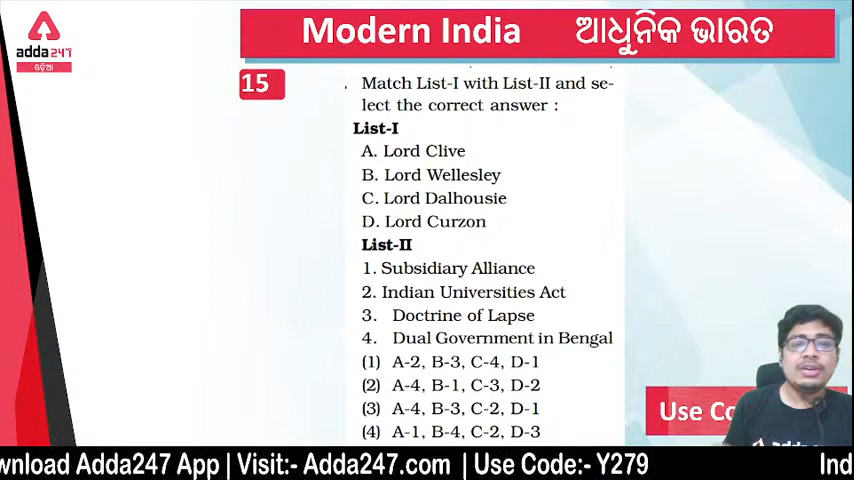 adda247
ଓଡ଼ିଆ
Modern India ଆଧୁନିକ ଭାରତ
15
Match List-I with List-II and se-
lect the correct answer :
List-I
A. Lord Clive
B. Lord Wellesley
C. Lord Dalhousie
D. Lord Curzon
List-II
1. Subsidiary Alliance
2. Indian Universities Act
3. Doctrine of Lapse
4. Dual Government in Bengal
(1) A-2, B-3, C-4, D-1
(2) A-4, B-1, C-3, D-2
(3) A-4, B-3, C-2, D-1
(4) A-1, B-4, C-2, D-3
Use
wnload Adda247 App | Visit:- Adda247.com | Use Code:- Y279 Ind